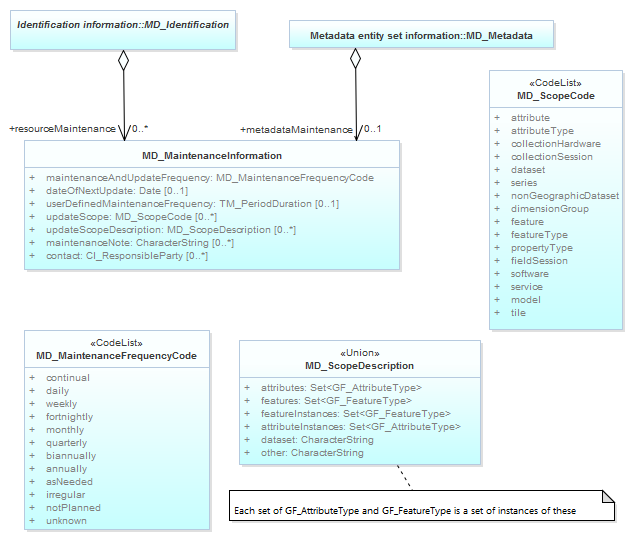 Identification information::MD_Identification
Metadata entity set information::MD_Metadata
+resourceMaintenance
0..*
+metadataMaintenance
0..1
MD_MaintenanceInformation
+ maintenanceAndUpdateFrequency: MD_MaintenanceFrequencyCode
+ dateOfNextUpdate: Date [0..1]
+ userDefinedMaintenanceFrequency: TM_PeriodDuration [0..1]
+ updateScope: MD_ScopeCode [0..*]
+ updateScopeDescription: MD_ScopeDescription [0..*]
+ maintenanceNote: CharacterString [0..*]
+ contact: CI_ResponsibleParty [0..*]
«CodeList»
MD_ScopeCode
+ attribute
+ attributeType
+ collectionHardware
+ collectionSession
+ dataset
+ series
+ nonGeographicDataset
+ dimensionGroup
+ feature
+ featureType
+ propertyType
+ fieldSession
+ software
+ service
+ model
+ tile
«CodeList»
MD_MaintenanceFrequencyCode
+ continual
+ daily
+ weekly
+ fortnightly
+ monthly
+ quarterly
+ biannually
+ annually
+ asNeeded
+ irregular
+ notPlanned
+ unknown
«Union»
MD_ScopeDescription
+ attributes: Set<GF_AttributeType>
+ features: Set<GF_FeatureType>
+ featureInstances: Set<GF_FeatureType>
+ attributeInstances: Set<GF_AttributeType>
+ dataset: CharacterString
+ other: CharacterString
Each set of GF_AttributeType and GF_FeatureType is a set of instances of these